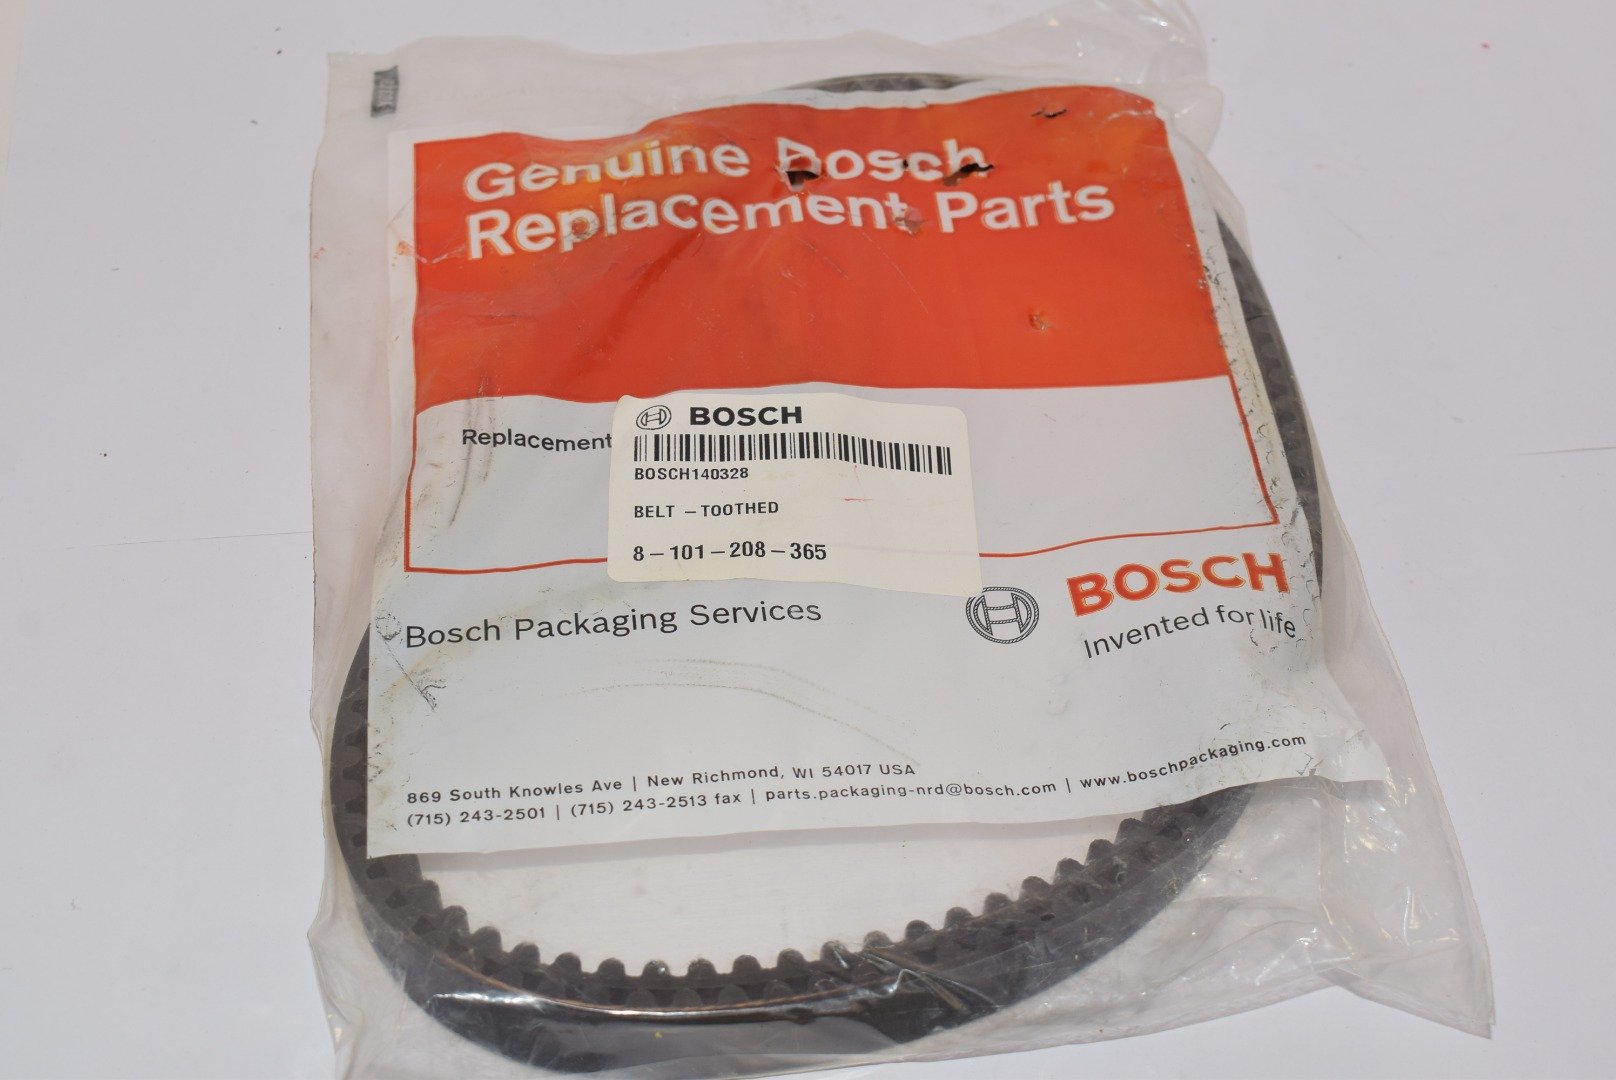 Genuine Bosch
Replacement Parts
Replacement
BOSCH
BOSCH140328
BELT - TOOTHED
8-101-208-365
Bosch Packaging Services
BOSCH
Invented for life
869 South Knowles Ave | New Richmond, WI 54017 USA
(715) 243-2501 | (715) 243-2513 fax | parts.packaging-nrd@bosch.com | www.boschpackaging.com